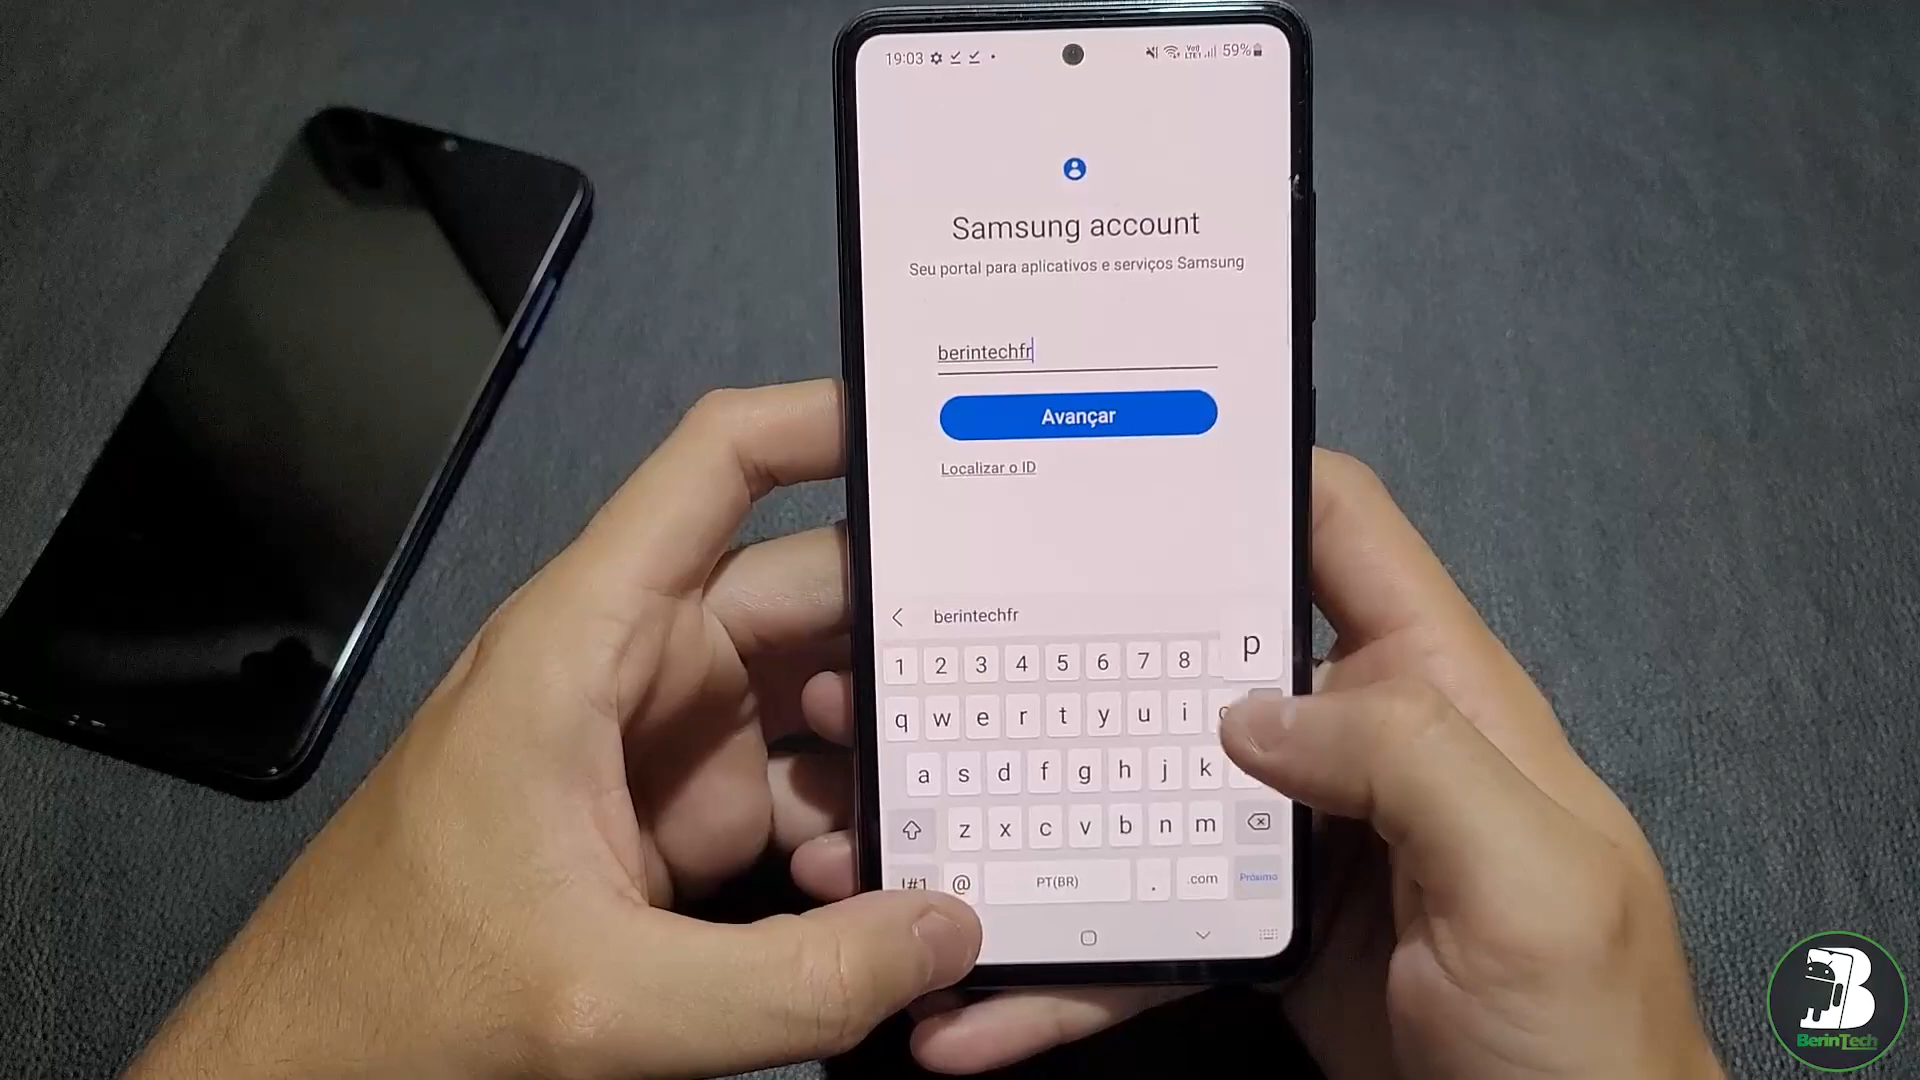 19:03 59%
Samsung account
Seu portal para aplicativos e serviços Samsung
berintechfr
Avançar
Localizar o ID
berintechfr
p
1 2 3 4 5 6 7 8
q w e r t y u i
a s d f g h j k
z x c v b n m
!#1 @ PT(BR) . .com Próximo
B
BerinTech